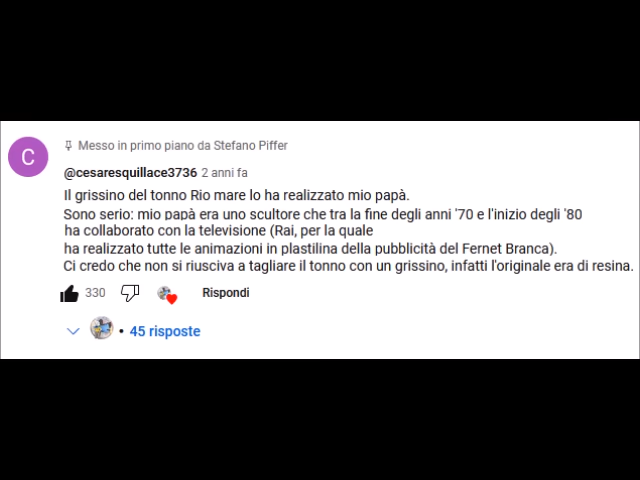 Messo in primo piano da Stefano Piffer
@cesaresquillace3736 2 anni fa
Il grissino del tonno Rio mare lo ha realizzato mio papà.
Sono serio: mio papà era uno scultore che tra la fine degli anni '70 e l'inizio degli '80
ha collaborato con la televisione (Rai, per la quale
ha realizzato tutte le animazioni in plastilina della pubblicità del Fernet Branca).
Ci credo che non si riusciva a tagliare il tonno con un grissino, infatti l'originale era di resina.
330 Rispondi
• 45 risposte
C